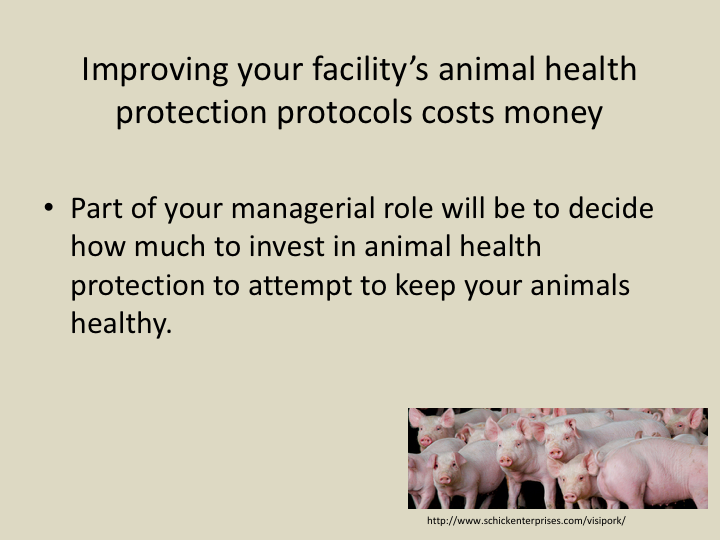 Improving your facility’s animal health
protection protocols costs money
• Part of your managerial role will be to decide
how much to invest in animal health
protection to attempt to keep your animals
healthy.
http://www.schickenterprises.com/visipork/